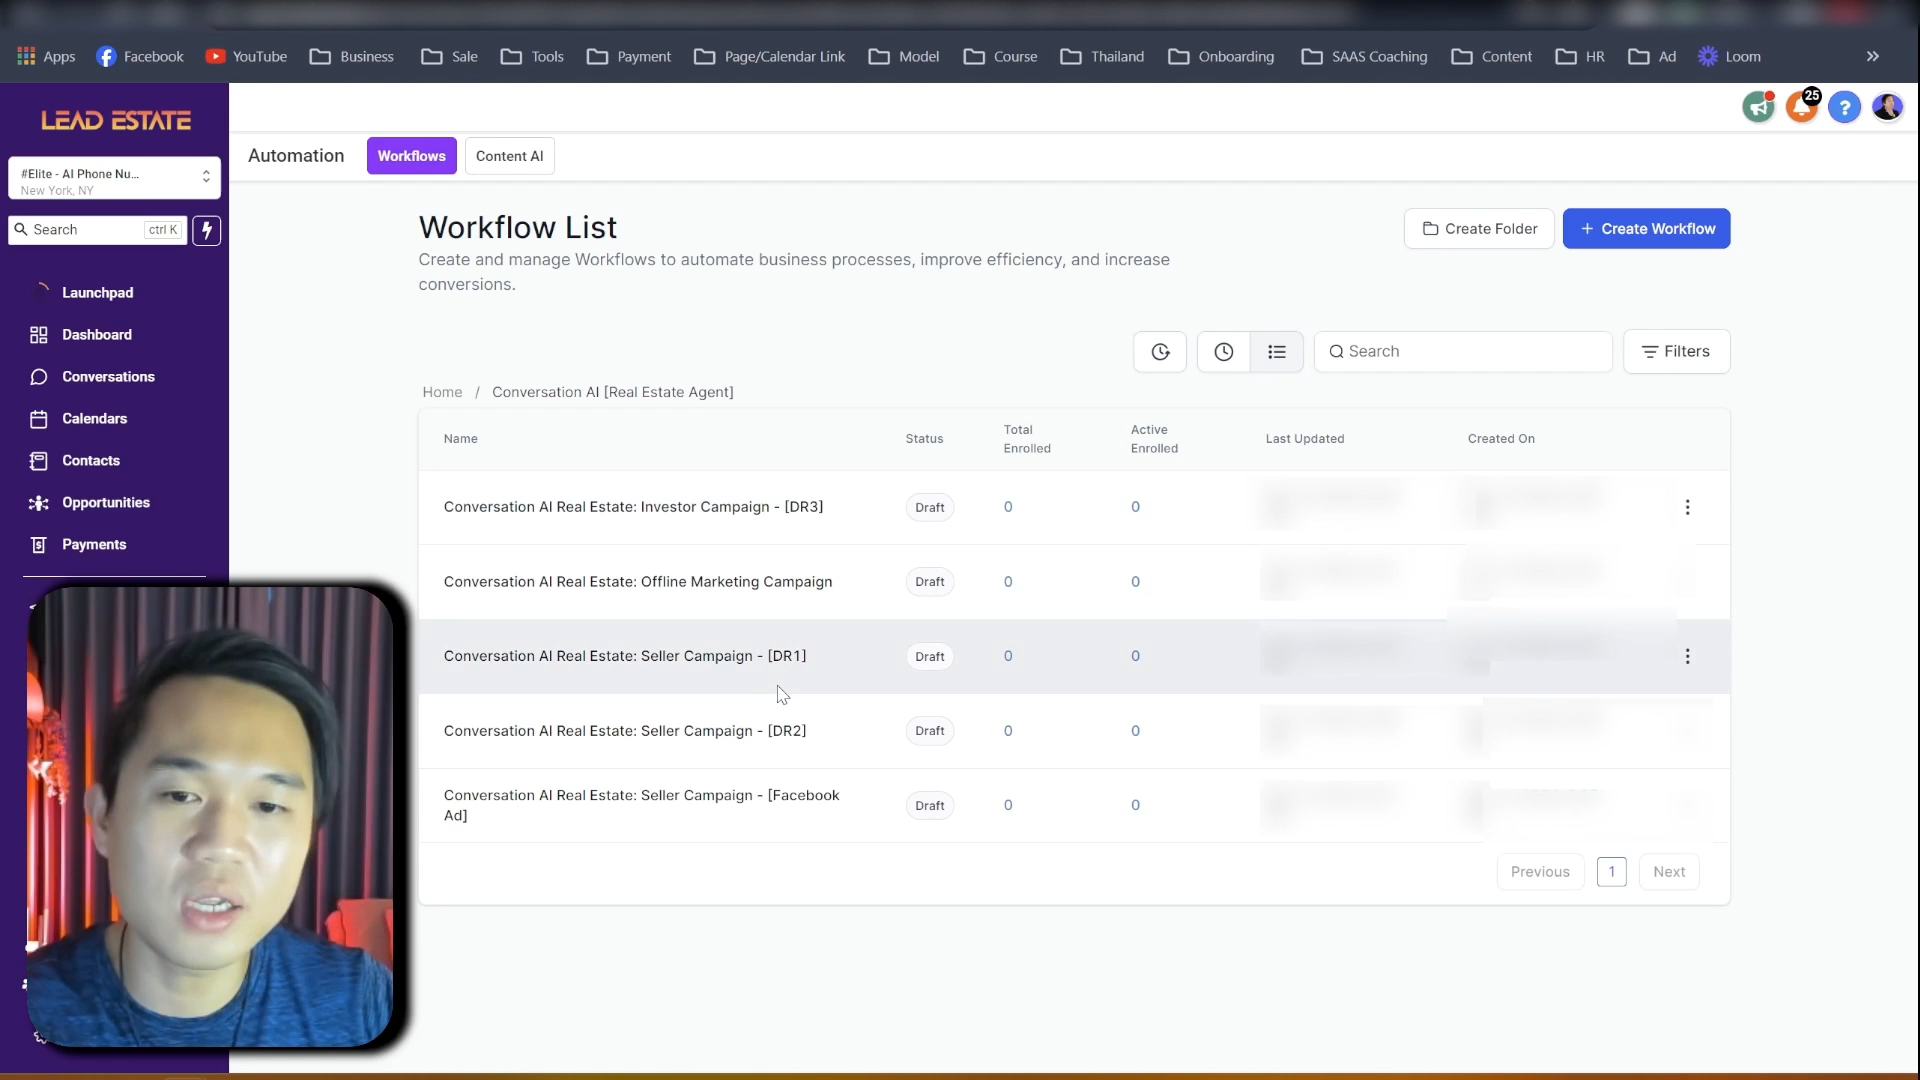 Apps
Facebook
YouTube
Business
Sale
Tools
Payment
Page/Calendar Link
Model
Course
Thailand
Onboarding
SAAS Coaching
Content
HR
Ad
Loom
LEAD ESTATE
25
?
Automation
Workflows
Content AI
#Elite - AI Phone Nu...
New York, NY
Search
ctrl K
Launchpad
Dashboard
Conversations
Calendars
Contacts
Opportunities
Payments
Workflow List
Create and manage Workflows to automate business processes, improve efficiency, and increase
conversions.
Create Folder
+ Create Workflow
Search
Filters
Home / Conversation AI [Real Estate Agent]
Name
Status
Total
Enrolled
Active
Enrolled
Last Updated
Created On
Conversation AI Real Estate: Investor Campaign - [DR3]
Draft
0
0
Conversation AI Real Estate: Offline Marketing Campaign
Draft
0
0
Conversation AI Real Estate: Seller Campaign - [DR1]
Draft
0
0
Conversation AI Real Estate: Seller Campaign - [DR2]
Draft
0
0
Conversation AI Real Estate: Seller Campaign - [Facebook
Ad]
Draft
0
0
Previous
1
Next